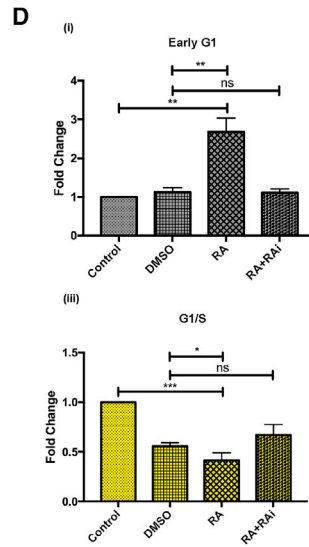 D
(i)
Early G1
**
ns
**
4
3
2
1
0
Fold Change
Control
DMSO
RA
RA+RAi
(iii)
G1/S
*
ns
***
1.5
1.0
0.5
0.0
Fold Change
Control
DMSO
RA
RA+RAi